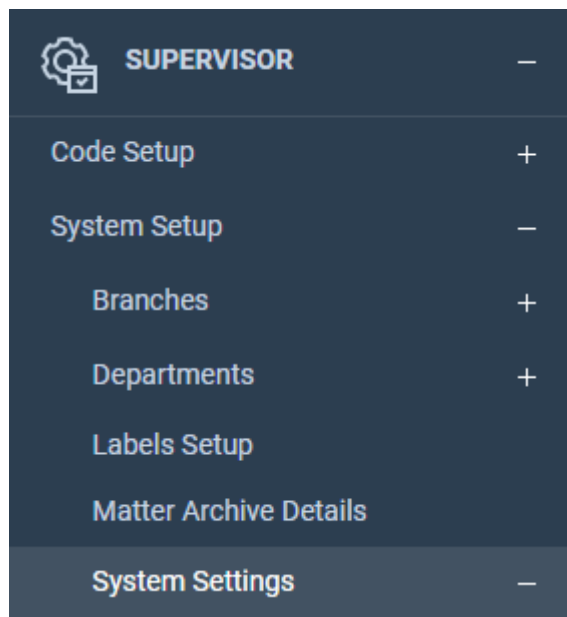 SUPERVISOR –
Code Setup +
System Setup –
Branches +
Departments +
Labels Setup
Matter Archive Details
System Settings –